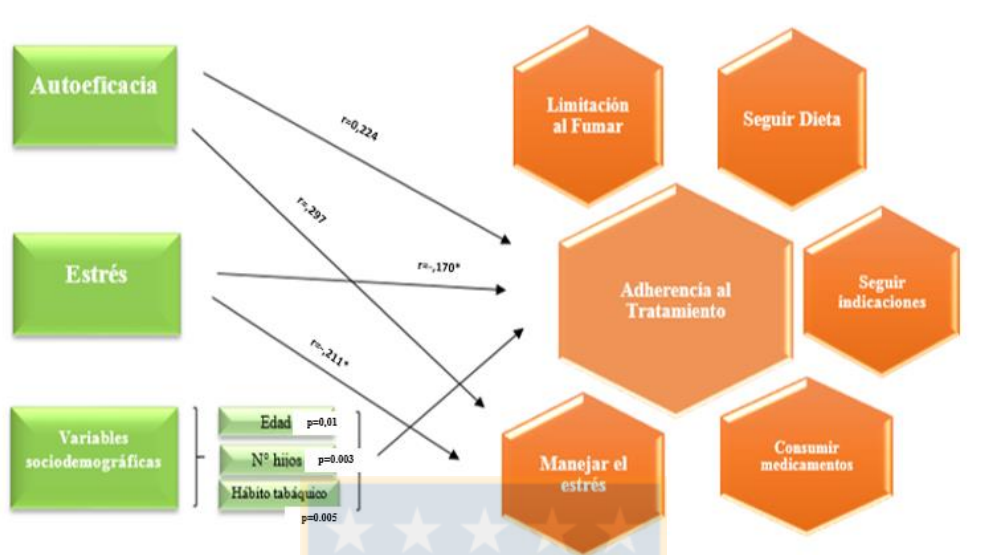 Autoeficacia
Estrés
Variables
sociodemográficas
Edad
p=0,01
Nº hijos
p=0.003
Hábito tabáquico
p=0.005
r=0,224
r=,297
r=-,170*
r=-,211*
Limitación
al Fumar
Seguir Dieta
Adherencia al
Tratamiento
Seguir
indicaciones
Manejar el
estrés
Consumir
medicamentos